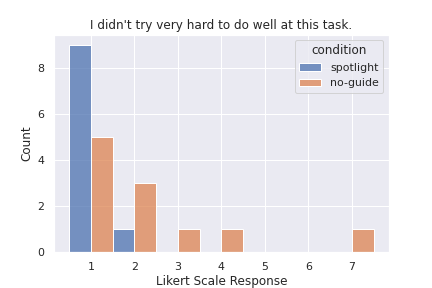 I didn't try very hard to do well at this task.
condition
spotlight
no-guide
8
6
4
2
0
Count
1 2 3 4 5 6 7
Likert Scale Response